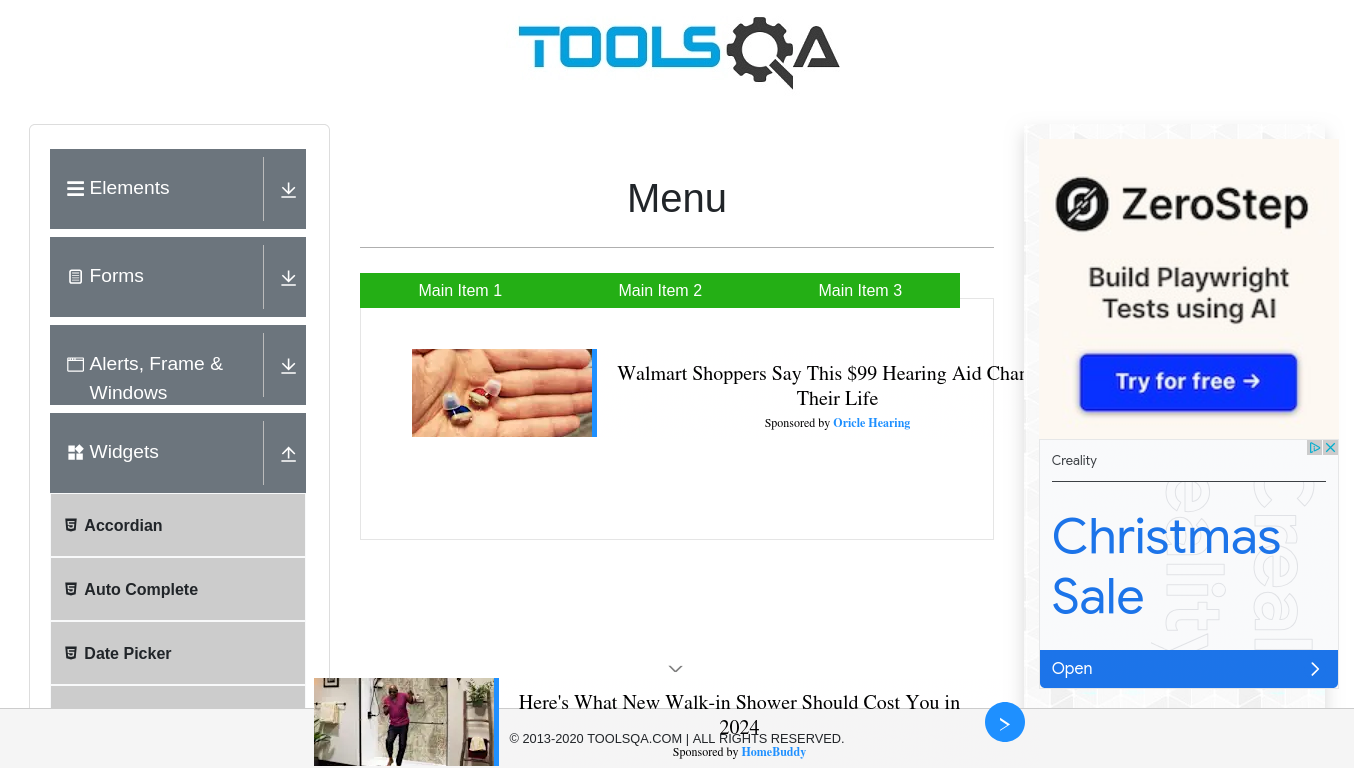 TOOLSQA
Elements
Forms
Alerts, Frame &
Windows
Widgets
Accordian
Auto Complete
Date Picker
Menu
Main Item 1
Main Item 2
Main Item 3
Walmart Shoppers Say This $99 Hearing Aid
Their Life
Sponsored by Oricle Hearing
ZeroStep
Build Playwright
Tests using AI
Try for free →
Creality
Christmas
Sale
Open
Here's What New Walk-in Shower Should Cost You in
2024
© 2013-2020 TOOLSQA.COM | ALL RIGHTS RESERVED.
Sponsored by HomeBuddy